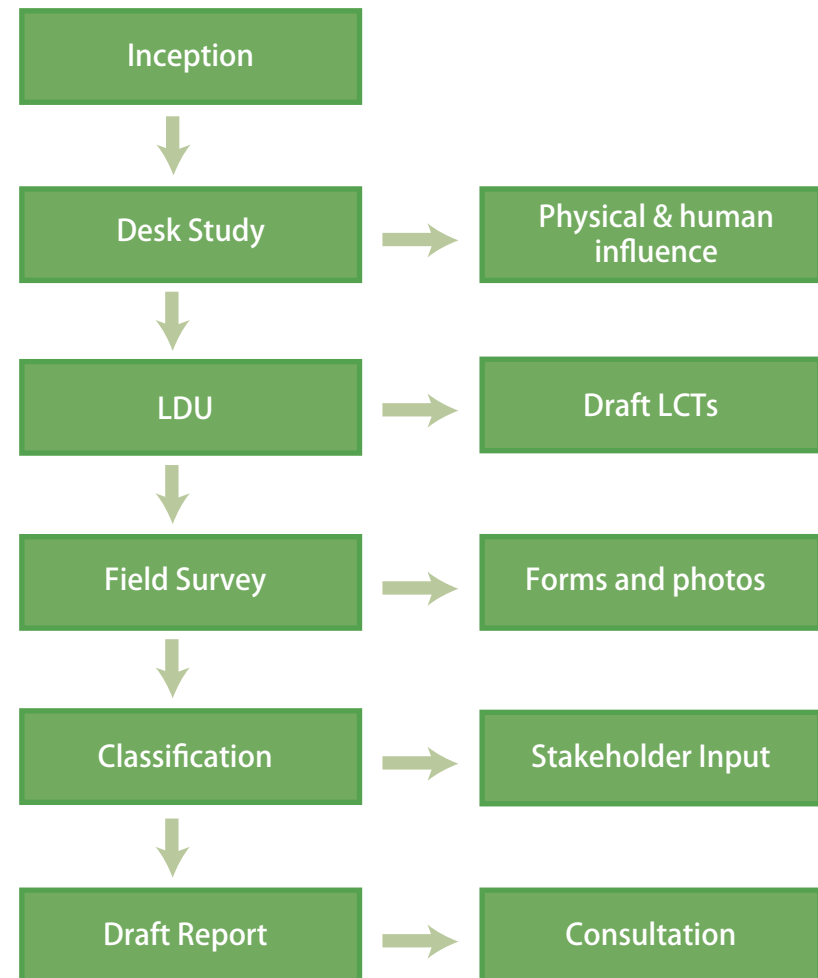 Inception
Desk Study
Physical & human
influence
LDU
Draft LCTs
Field Survey
Forms and photos
Classification
Stakeholder Input
Draft Report
Consultation